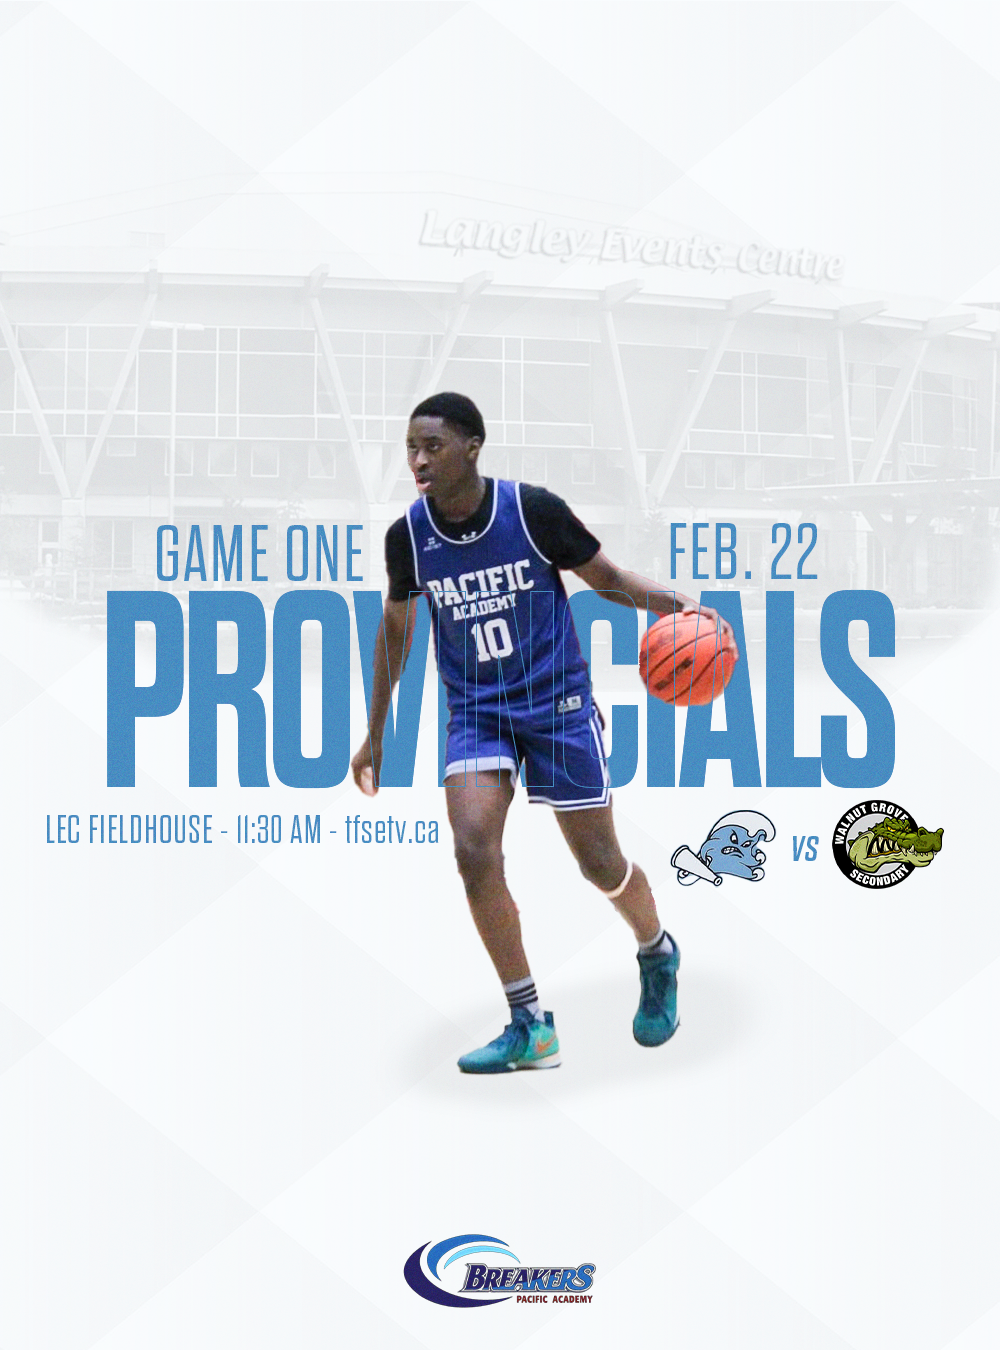 Langley Events Centre
GAME ONE
FEB. 22
PROVINCIALS
PACIFIC
ACADEMY
10
LEC FIELDHOUSE - 11:30 AM - tfsetv.ca
VS
WALNUT GROVE
SECONDARY
BREAKERS
PACIFIC ACADEMY